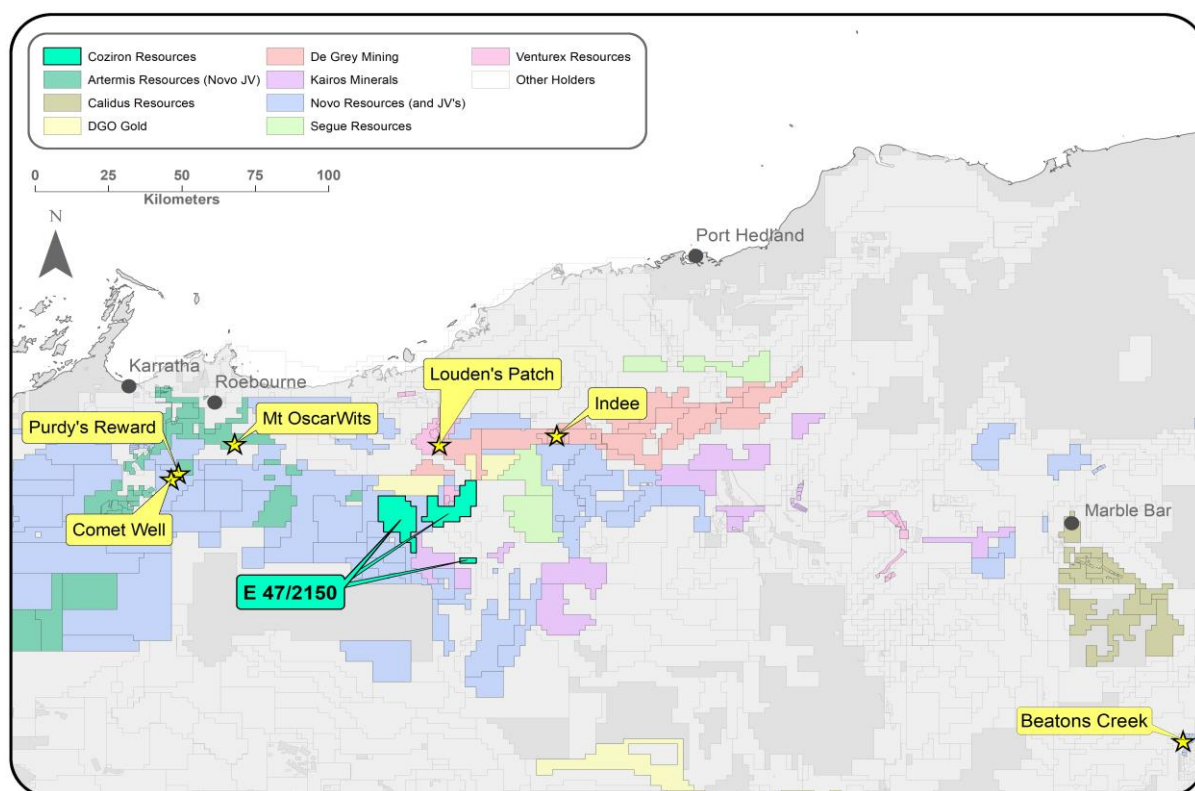 Coziron Resources
Artermis Resources (Novo JV)
Calidus Resources
DGO Gold
De Grey Mining
Kairos Minerals
Novo Resources (and JV's)
Segue Resources
Venturex Resources
Other Holders
0 25 50 75 100
Kilometers
N
Port Hedland
Karratha
Roebourne
Louden's Patch
Indee
Purdy's Reward
Mt OscarWits
Comet Well
Marble Bar
E 47/2150
Beatons Creek